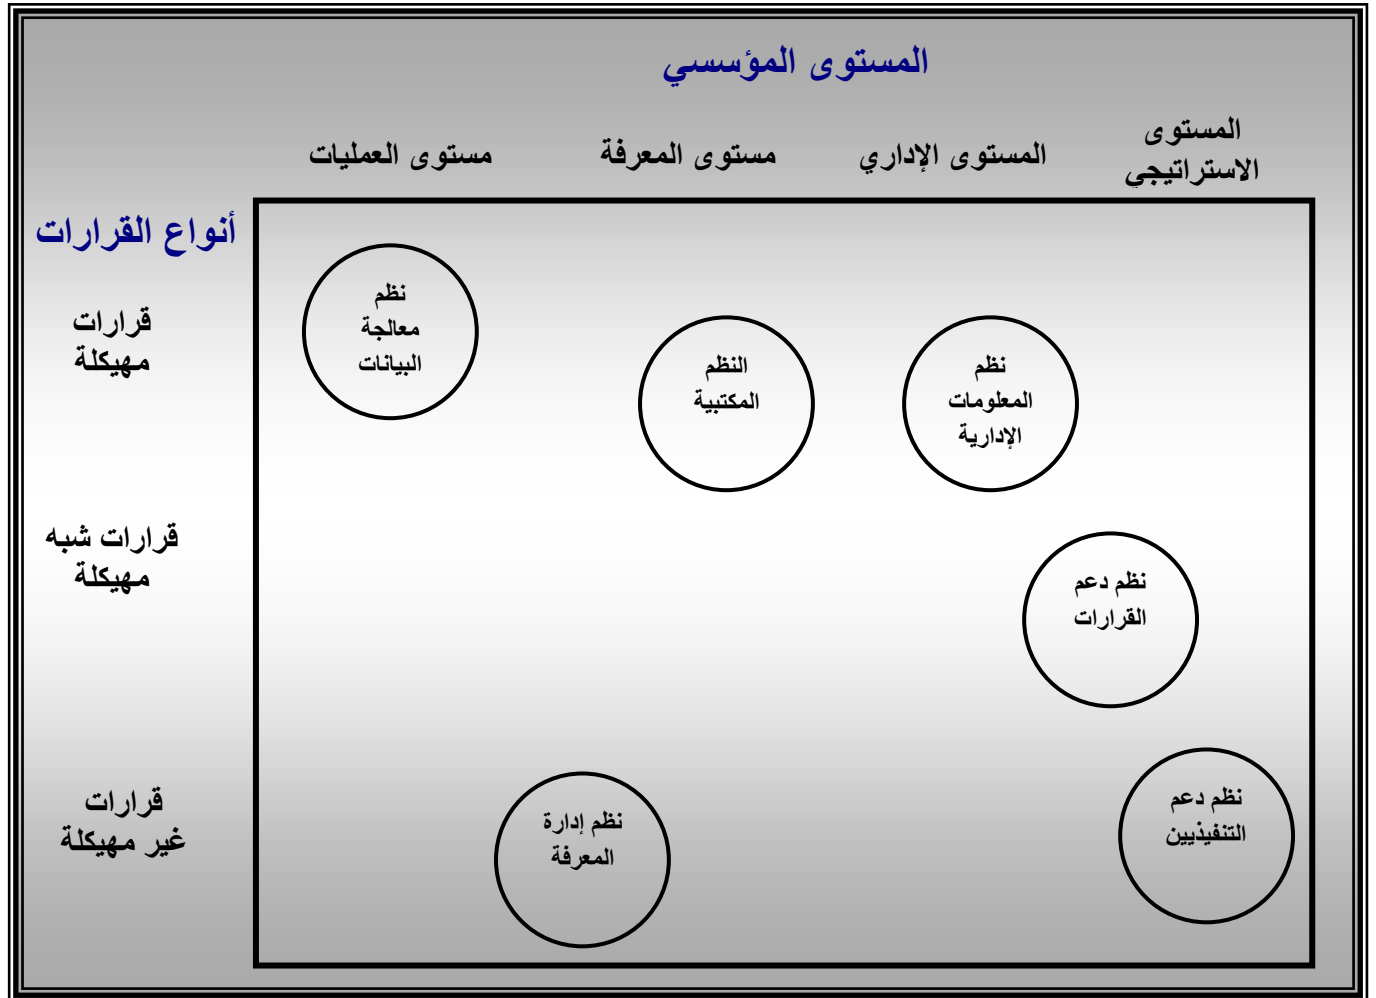 المستوى المؤسسي
المستوى
الاستراتيجي
المستوى الإداري
مستوى المعرفة
مستوى العمليات
أنواع القرارات
قرارات
مهيكلة
نظم
معالجة
البيانات
النظم
المكتبية
نظم
المعلومات
الإدارية
قرارات شبه
مهيكلة
نظم دعم
القرارات
قرارات
غير مهيكلة
نظم إدارة
المعرفة
نظم دعم
التنفيذيين